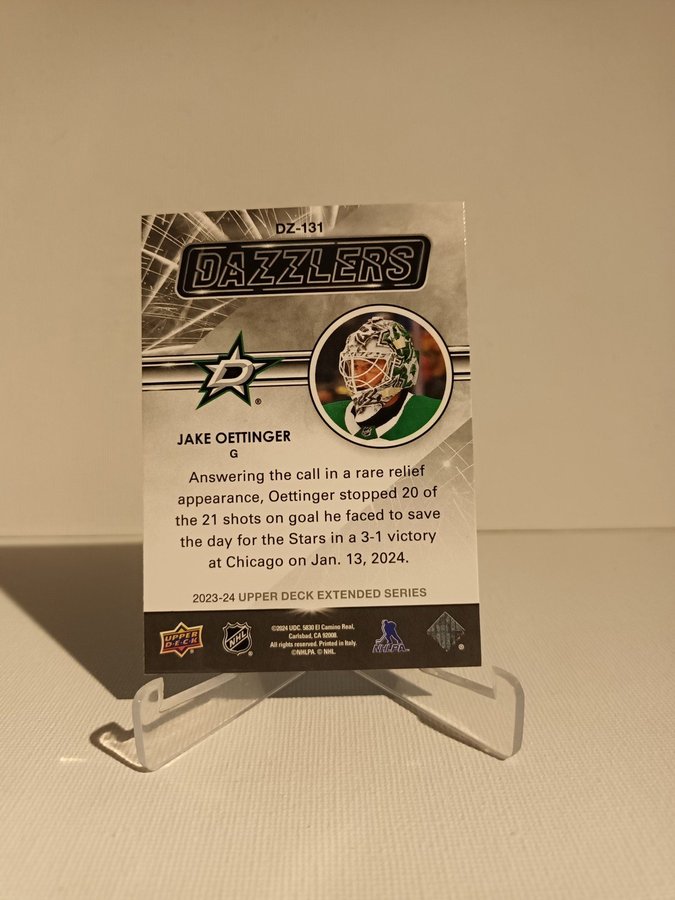 DZ-131
DAZZLERS
D
®
JAKE OETTINGER
G
Answering the call in a rare relief
appearance, Oettinger stopped 20 of
the 21 shots on goal he faced to save
the day for the Stars in a 3-1 victory
at Chicago on Jan. 13, 2024.
2023-24 UPPER DECK EXTENDED SERIES
UPPER
DECK
NHL
©2024 UDC. 5830 El Camino Real,
Carlsbad, CA 92008.
All rights reserved. Printed in Italy.
©NHLPA. © NHL.
NHLPA
®